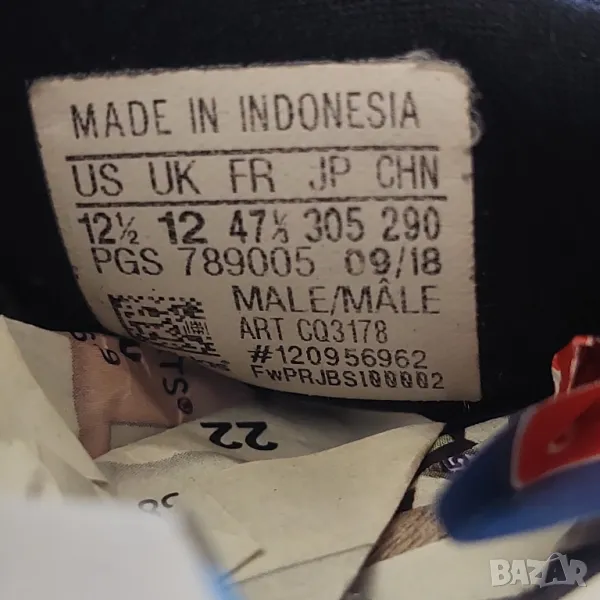 MADE IN INDONESIA
US UK FR JP CHN
12½ 12 47⅓ 305 290
PGS 789005 09/18
MALE/MÂLE
ART CQ3178
#120956962
FwPRJBS100002
TS®
22
BAZAR